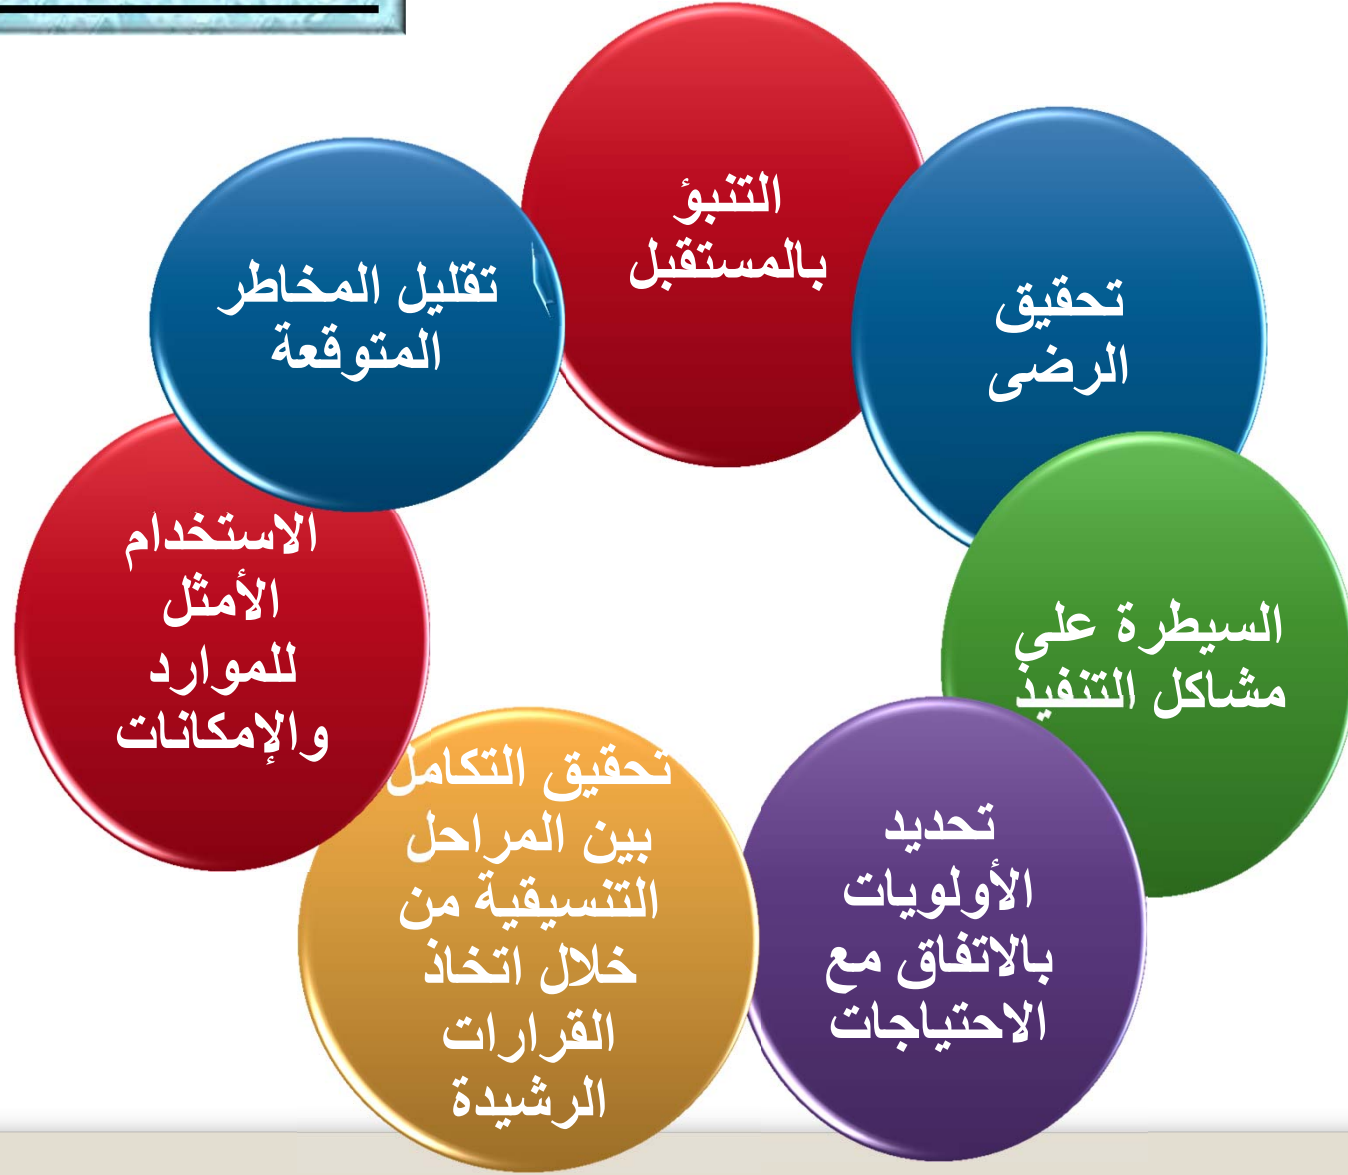 التنبؤ
بالمستقبل
تحقيق
الرضى
السيطرة على
مشاكل التنفيذ
تحديد
الأولويات
بالاتفاق مع
الاحتياجات
تحقيق التكامل
بين المراحل
التنسيقية من
خلال اتخاذ
القرارات
الرشيدة
الاستخدام
الأمثل
للموارد
والإمكانات
تقليل المخاطر
المتوقعة